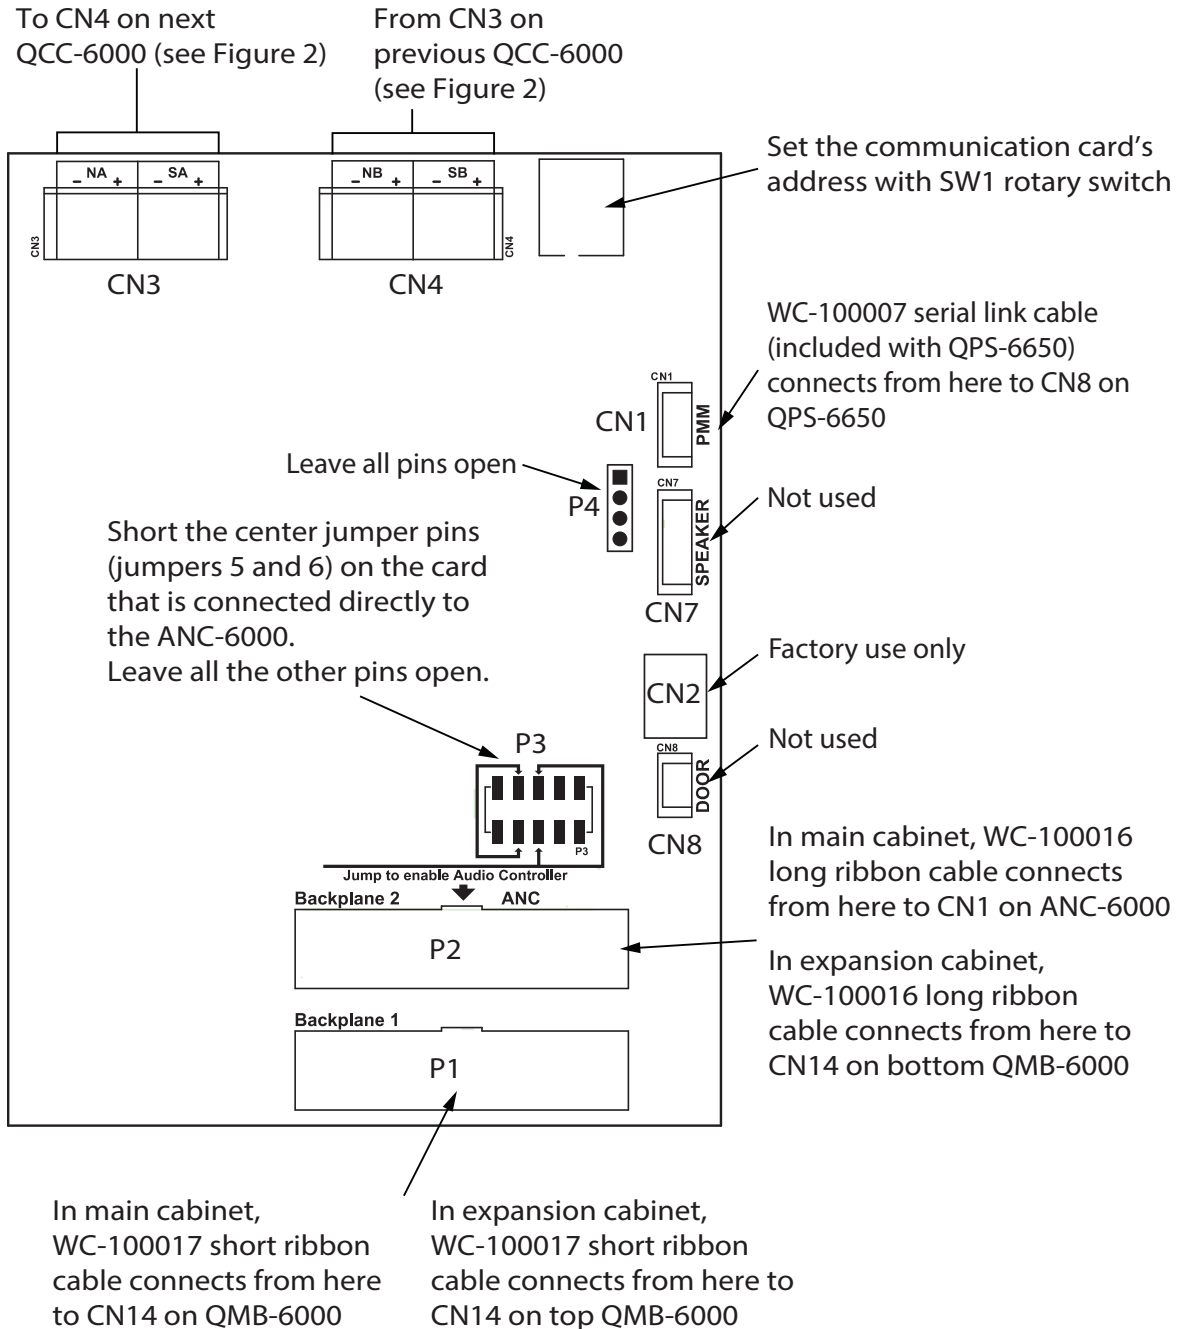 To CN4 on next
QCC-6000 (see Figure 2)
From CN3 on
previous QCC-6000
(see Figure 2)
- NA +
- SA +
- NB +
- SB +
CN3
CN4
CN3
CN4
Set the communication card's
address with SW1 rotary switch
WC-100007 serial link cable
(included with QPS-6650)
connects from here to CN8 on
QPS-6650
CN1
CN1
PMM
Leave all pins open
P4
CN7
SPEAKER
CN7
Not used
Short the center jumper pins
(jumpers 5 and 6) on the card
that is connected directly to
the ANC-6000.
Leave all the other pins open.
CN2
Factory use only
P3
P3
CN8
DOOR
CN8
Not used
Jump to enable Audio Controller
Backplane 2
ANC
P2
In main cabinet, WC-100016
long ribbon cable connects
from here to CN1 on ANC-6000
In expansion cabinet,
WC-100016 long ribbon
cable connects from here to
CN14 on bottom QMB-6000
Backplane 1
P1
In main cabinet,
WC-100017 short ribbon
cable connects from here
to CN14 on QMB-6000
In expansion cabinet,
WC-100017 short ribbon
cable connects from here to
CN14 on top QMB-6000